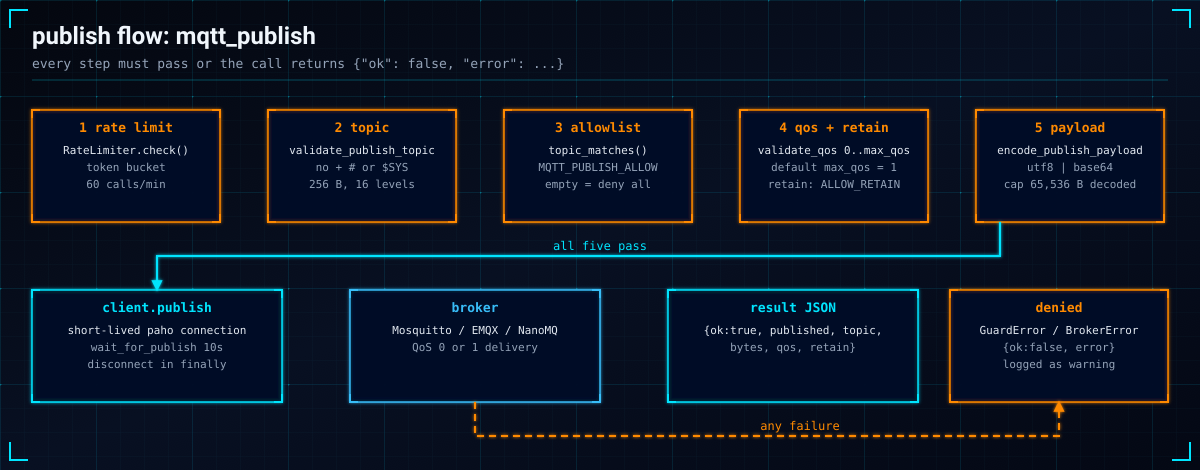 publish flow: mqtt_publish
every step must pass or the call returns {"ok": false, "error": ...}
1 rate limit
RateLimiter.check()
token bucket
60 calls/min
2 topic
validate_publish_topic
no + # or $SYS
256 B, 16 levels
3 allowlist
topic_matches()
MQTT_PUBLISH_ALLOW
empty = deny all
4 qos + retain
validate_qos 0..max_qos
default max_qos = 1
retain: ALLOW_RETAIN
5 payload
encode_publish_payload
utf8 | base64
cap 65,536 B decoded
all five pass
client.publish
short-lived paho connection
wait_for_publish 10s
disconnect in finally
broker
Mosquitto / EMQX / NanoMQ
QoS 0 or 1 delivery
result JSON
{ok:true, published, topic,
bytes, qos, retain}
denied
GuardError / BrokerError
{ok:false, error}
logged as warning
any failure